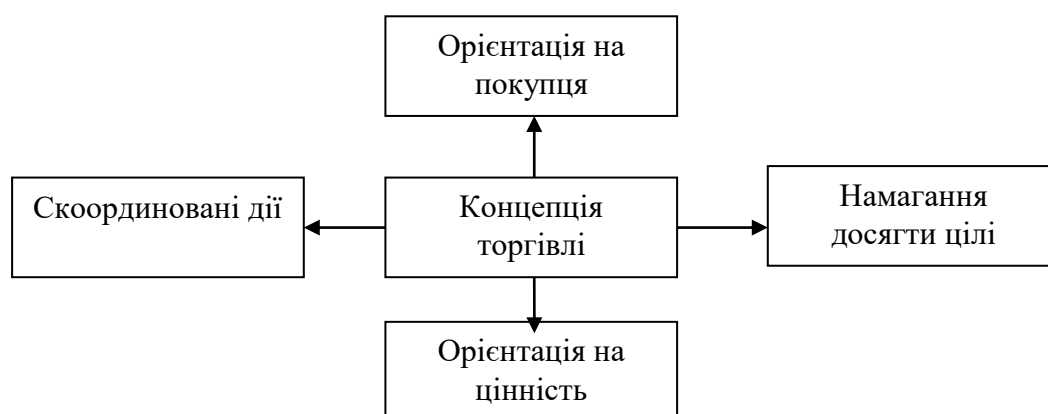 Орієнтація на
покупця
Скоординовані дії
Концепція
торгівлі
Намагання
досягти цілі
Орієнтація на
цінність